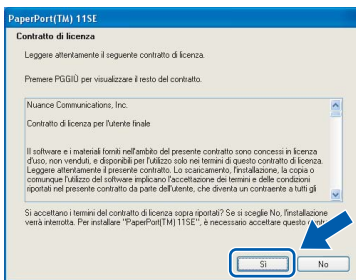 PaperPort(TM) 11SE
Contratto di licenza
Leggere attentamente il seguente contratto di licenza.
Premere PGGIÙ per visualizzare il resto del contratto.
Nuance Communications, Inc.
Contratto di licenza per l'utente finale
Il software e i materiali forniti nell'ambito del presente contratto sono concessi in licenza
d'uso, non venduti, e disponibili per l'utilizzo solo nei termini di questo contratto di licenza.
Leggere attentamente il presente contratto. Lo scaricamento, l'installazione, la copia o
comunque l'utilizzo del software implicano l'accettazione dei termini e delle condizioni
riportati nel presente contratto da parte dell'utente, che diventa un contraente a tutti gli
Si accettano i termini del contratto di licenza sopra riportati? Se si sceglie No, l'installazione
verrà interrotta. Per installare "PaperPort(TM) 11SE", è necessario accettare questo
Sì
No